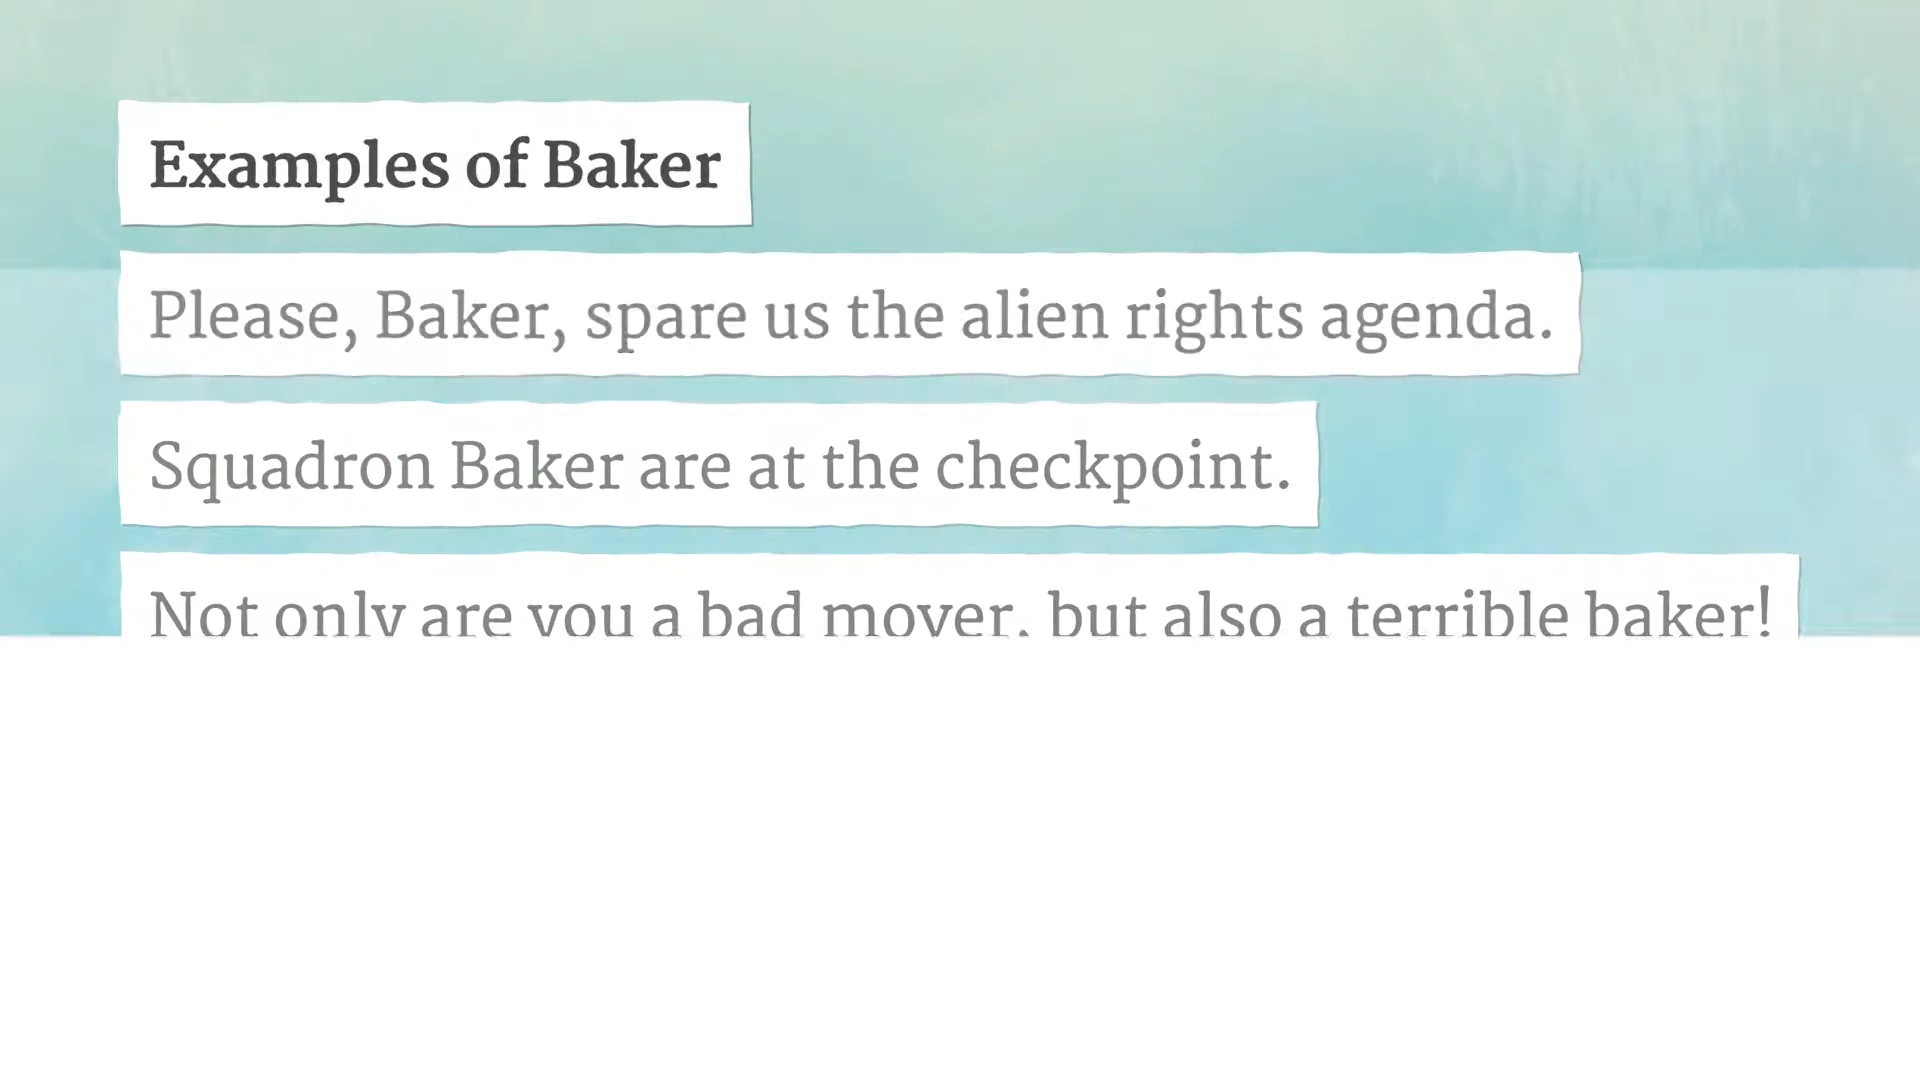 Examples of Baker
Please, Baker, spare us the alien rights agenda.
Squadron Baker are at the checkpoint.
Not only are you a bad mover, but also a terrible baker!